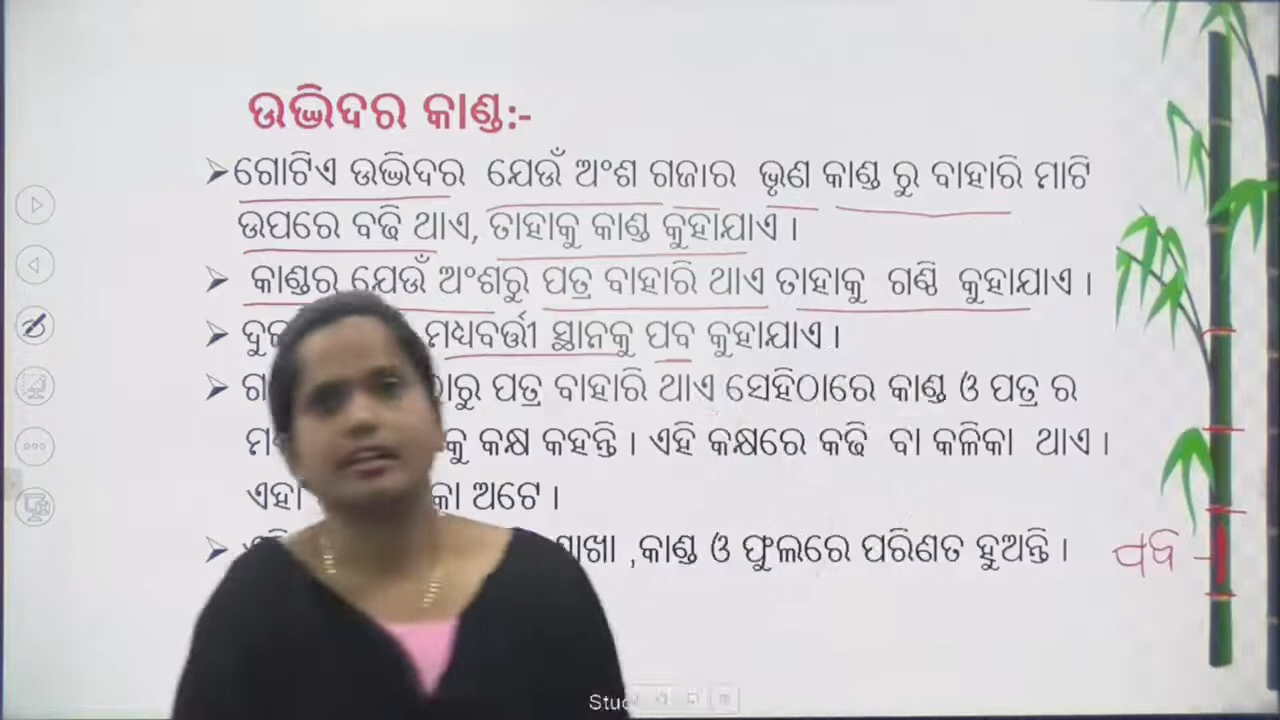 ଉଦ୍ଭିଦର କାଣ୍ଡ:-
ଗୋଟିଏ ଉଦ୍ଭିଦର ଯେଉଁ ଅଂଶ ଗଜାର ଭୃଣ କାଣ୍ଡ ରୁ ବାହାରି ମାଟି
ଉପରେ ବଢି ଥାଏ, ତାହାକୁ କାଣ୍ଡ କୁହାଯାଏ ।
କାଣ୍ଡର ଯେଉଁ ଅଂଶରୁ ପତ୍ର ବାହାରି ଥାଏ ତାହାକୁ ଗଣ୍ଠି କୁହାଯାଏ ।
ମଧ୍ୟବର୍ତ୍ତୀ ସ୍ଥାନକୁ ପବ କୁହାଯାଏ ।
ପତ୍ର ବାହାରି ଥାଏ ସେହିଠାରେ କାଣ୍ଡ ଓ ପତ୍ର ର
କକ୍ଷ କହନ୍ତି । ଏହି କକ୍ଷରେ କଢି ବା କଳିକା ଥାଏ ।
ଏହା ଅଟେ ।
,କାଣ୍ଡ ଓ ଫୁଲରେ ପରିଣତ ହୁଅନ୍ତି ।
ପବ